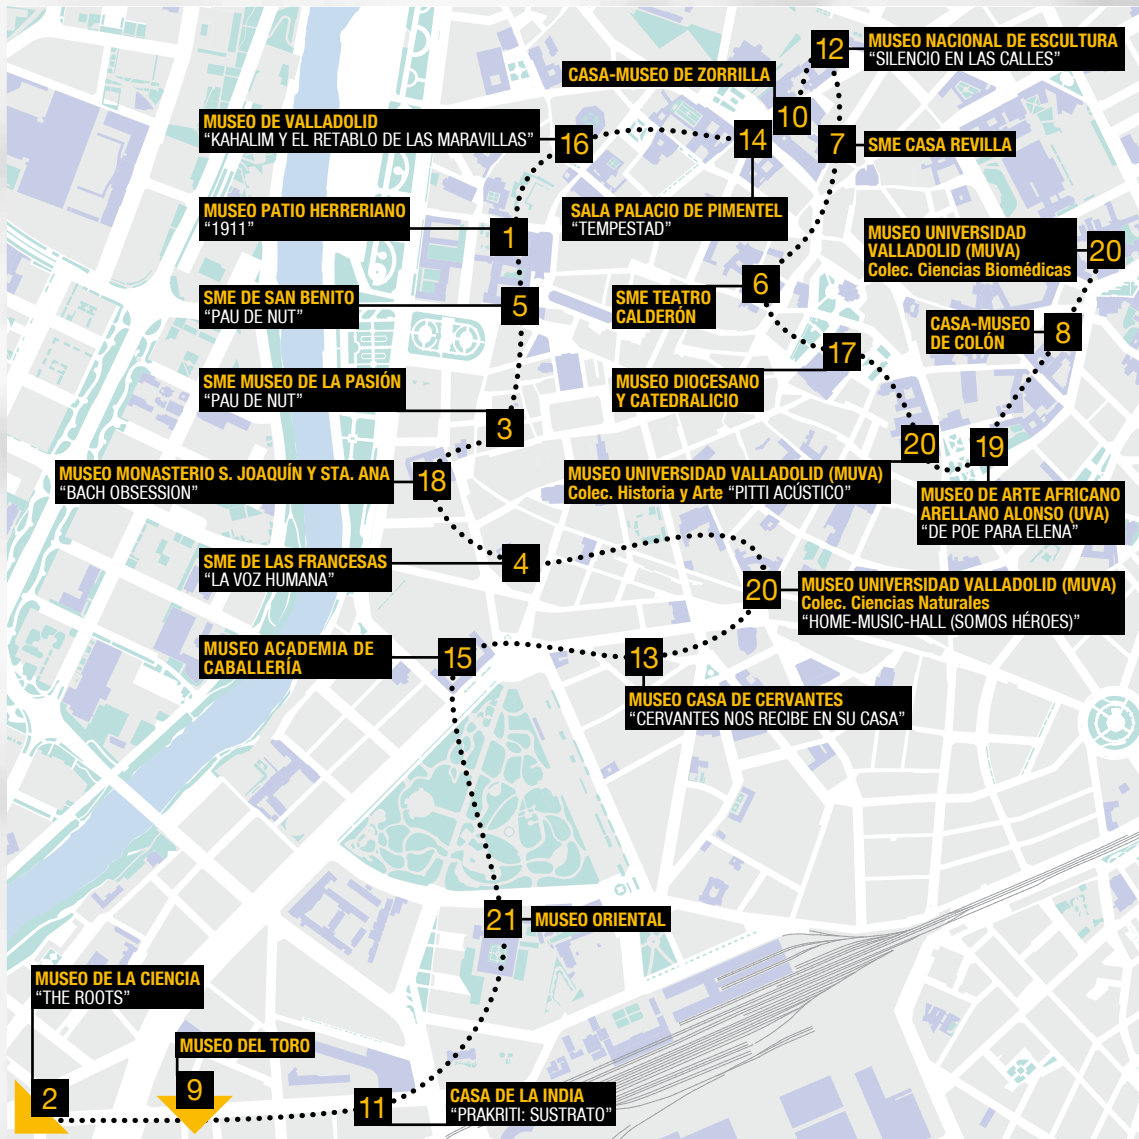 12
MUSEO NACIONAL DE ESCULTURA
“SILENCIO EN LAS CALLES”
CASA-MUSEO DE ZORRILLA
10
MUSEO DE VALLADOLID
“KAHALIM Y EL RETABLO DE LAS MARAVILLAS”
16
14
7
SME CASA REVILLA
MUSEO PATIO HERRERIANO
“1911”
1
SALA PALACIO DE PIMENTEL
“TEMPESTAD”
MUSEO UNIVERSIDAD
VALLADOLID (MUVA)
Colec. Ciencias Biomédicas
20
SME DE SAN BENITO
“PAU DE NUT”
5
SME TEATRO
CALDERÓN
6
CASA-MUSEO
DE COLÓN
8
17
MUSEO DIOCESANO
Y CATEDRALICIO
SME MUSEO DE LA PASIÓN
“PAU DE NUT”
3
20
19
MUSEO MONASTERIO S. JOAQUÍN Y STA. ANA
“BACH OBSESSION”
18
MUSEO UNIVERSIDAD VALLADOLID (MUVA)
Colec. Historia y Arte “PITTI ACÚSTICO”
MUSEO DE ARTE AFRICANO
ARELLANO ALONSO (UVA)
“DE POE PARA ELENA”
SME DE LAS FRANCESAS
“LA VOZ HUMANA”
4
20
MUSEO UNIVERSIDAD VALLADOLID (MUVA)
Colec. Ciencias Naturales
“HOME-MUSIC-HALL (SOMOS HÉROES)”
MUSEO ACADEMIA DE
CABALLERÍA
15
13
MUSEO CASA DE CERVANTES
“CERVANTES NOS RECIBE EN SU CASA”
21
MUSEO ORIENTAL
MUSEO DE LA CIENCIA
“THE ROOTS”
MUSEO DEL TORO
2
9
11
CASA DE LA INDIA
“PRAKRITI: SUSTRATO”